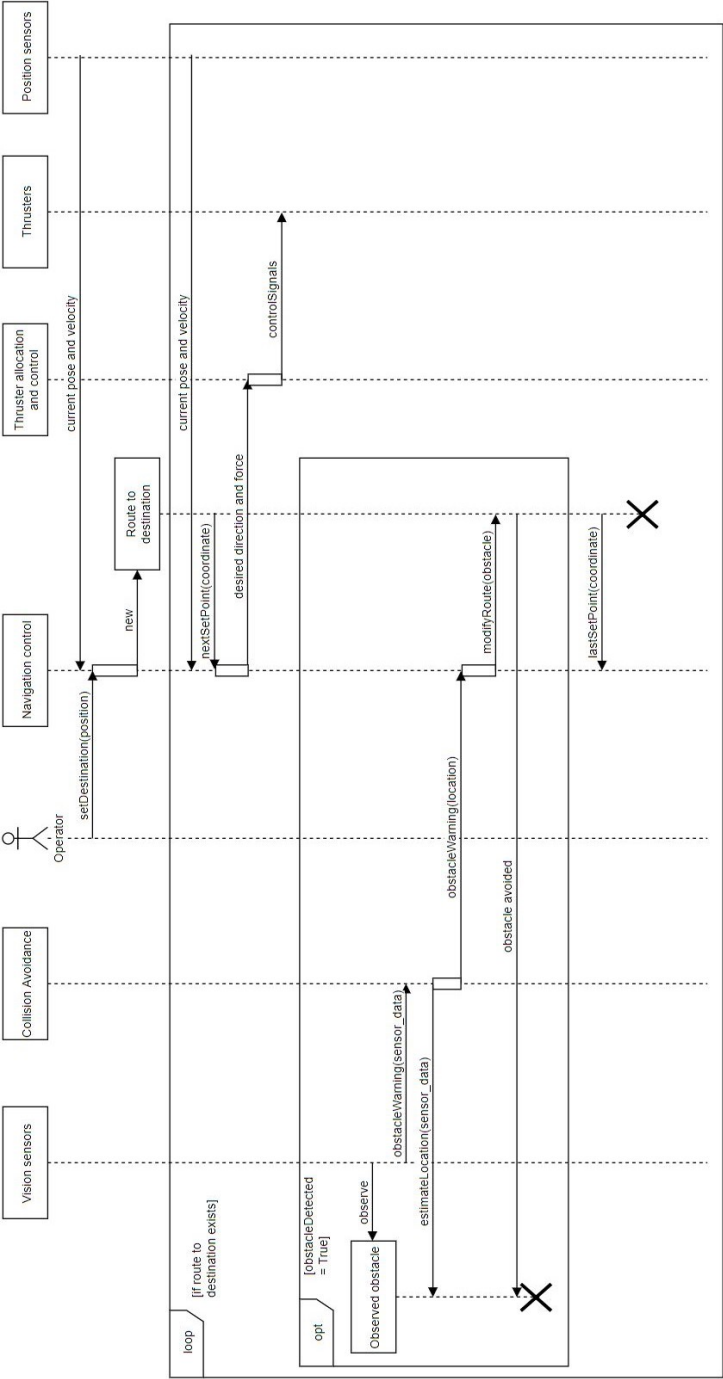 Vision sensors
Collision Avoidance
Operator
Navigation control
Thruster allocation
and control
Thrusters
Position sensors
current pose and velocity
setDestination(position)
new
Route to
destination
loop
[if route to
destination exists]
current pose and velocity
nextSetPoint(coordinate)
desired direction and force
controlSignals
opt
[obstacleDetected
= True]
observe
Observed obstacle
obstacleWarning(sensor_data)
estimateLocation(sensor_data)
obstacleWarning(location)
modifyRoute(obstacle)
obstacle avoided
lastSetPoint(coordinate)